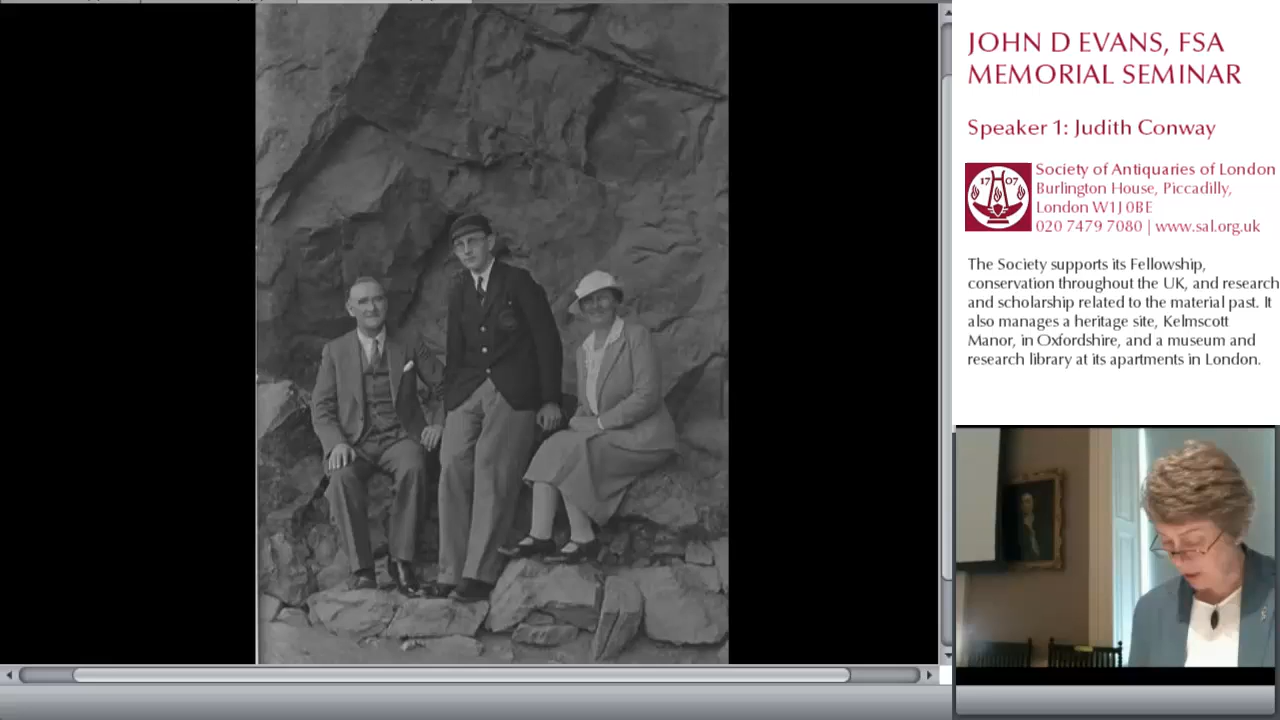 JOHN D EVANS, FSA
MEMORIAL SEMINAR
Speaker 1: Judith Conway
17 07
Society of Antiquaries of London
Burlington House, Piccadilly,
London W1J 0BE
020 7479 7080 | www.sal.org.uk
The Society supports its Fellowship,
conservation throughout the UK, and research
and scholarship related to the material past. It
also manages a heritage site, Kelmscott
Manor, in Oxfordshire, and a museum and
research library at its apartments in London.